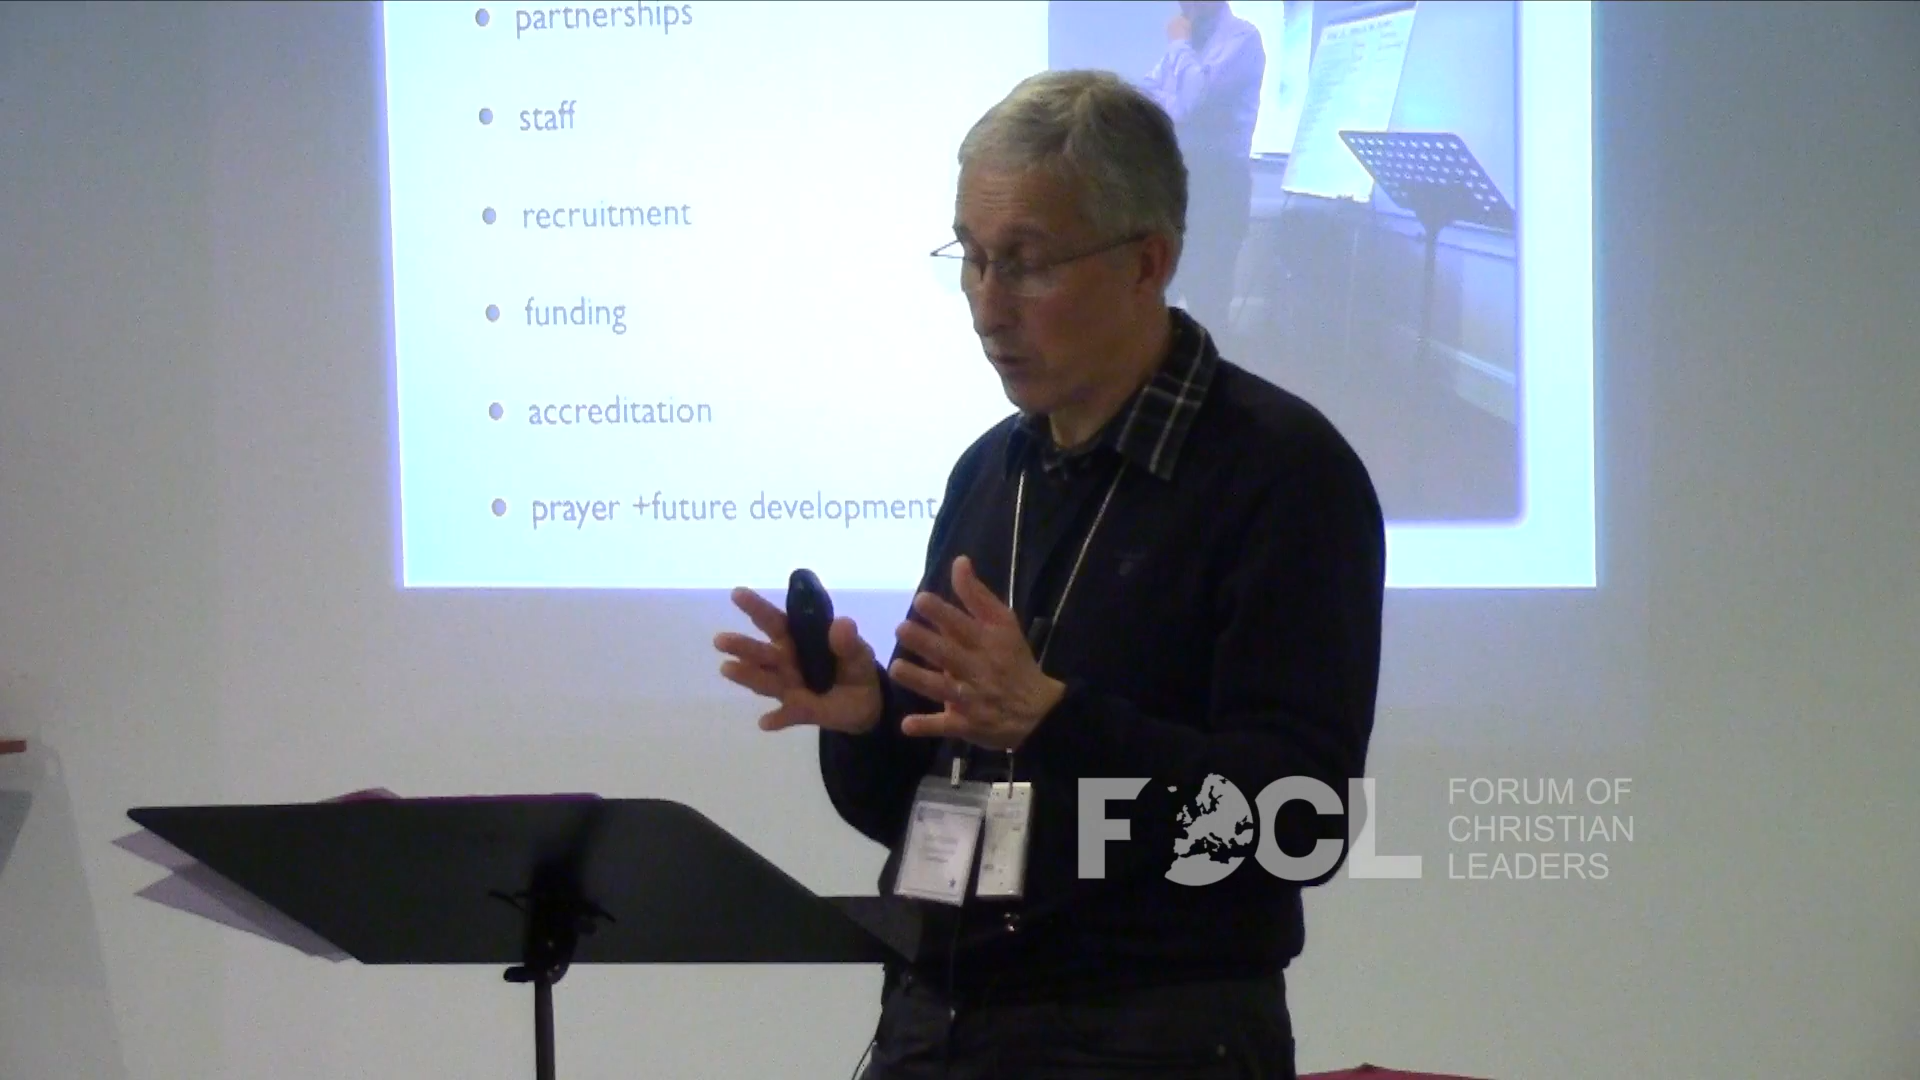 • partnerships
• staff
• recruitment
• funding
• accreditation
• prayer +future development
FOCL
FORUM OF
CHRISTIAN
LEADERS